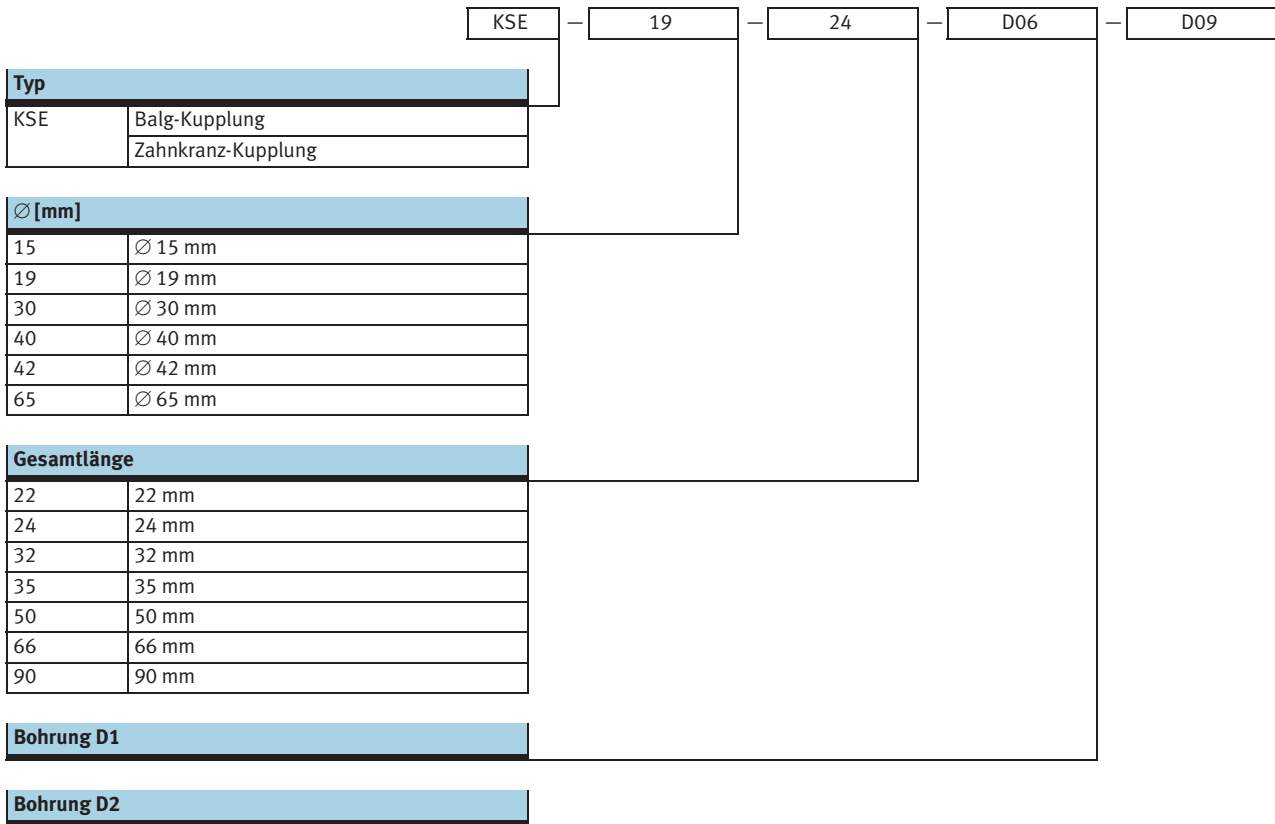 KSE — 19 — 24 — D06 — D09
Typ
KSE Balg-Kupplung
Zahnkranz-Kupplung
∅ [mm]
15 ∅ 15 mm
19 ∅ 19 mm
30 ∅ 30 mm
40 ∅ 40 mm
42 ∅ 42 mm
65 ∅ 65 mm
Gesamtlänge
22 22 mm
24 24 mm
32 32 mm
35 35 mm
50 50 mm
66 66 mm
90 90 mm
Bohrung D1
Bohrung D2